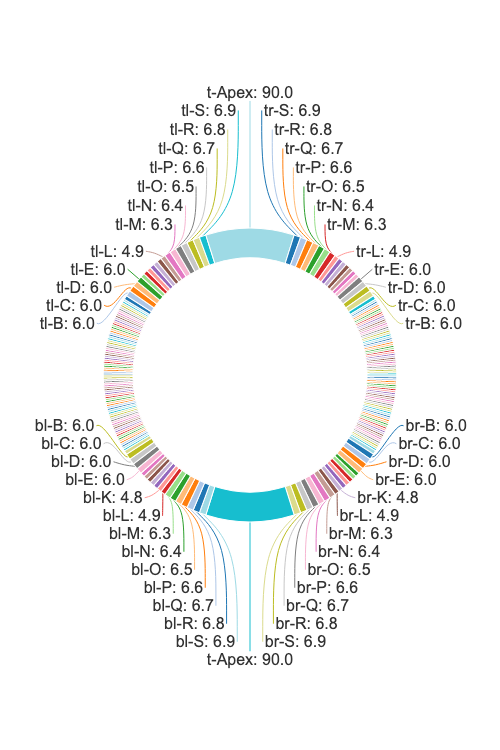 t-Apex: 90.0
tl-S: 6.9 tr-S: 6.9
tl-R: 6.8 tr-R: 6.8
tl-Q: 6.7 tr-Q: 6.7
tl-P: 6.6 tr-P: 6.6
tl-O: 6.5 tr-O: 6.5
tl-N: 6.4 tr-N: 6.4
tl-M: 6.3 tr-M: 6.3
tl-L: 4.9 tr-L: 4.9
tl-E: 6.0 tr-E: 6.0
tl-D: 6.0 tr-D: 6.0
tl-C: 6.0 tr-C: 6.0
tl-B: 6.0 tr-B: 6.0
bl-B: 6.0 br-B: 6.0
bl-C: 6.0 br-C: 6.0
bl-D: 6.0 br-D: 6.0
bl-E: 6.0 br-E: 6.0
bl-K: 4.8 br-K: 4.8
bl-L: 4.9 br-L: 4.9
bl-M: 6.3 br-M: 6.3
bl-N: 6.4 br-N: 6.4
bl-O: 6.5 br-O: 6.5
bl-P: 6.6 br-P: 6.6
bl-Q: 6.7 br-Q: 6.7
bl-R: 6.8 br-R: 6.8
bl-S: 6.9 br-S: 6.9
t-Apex: 90.0